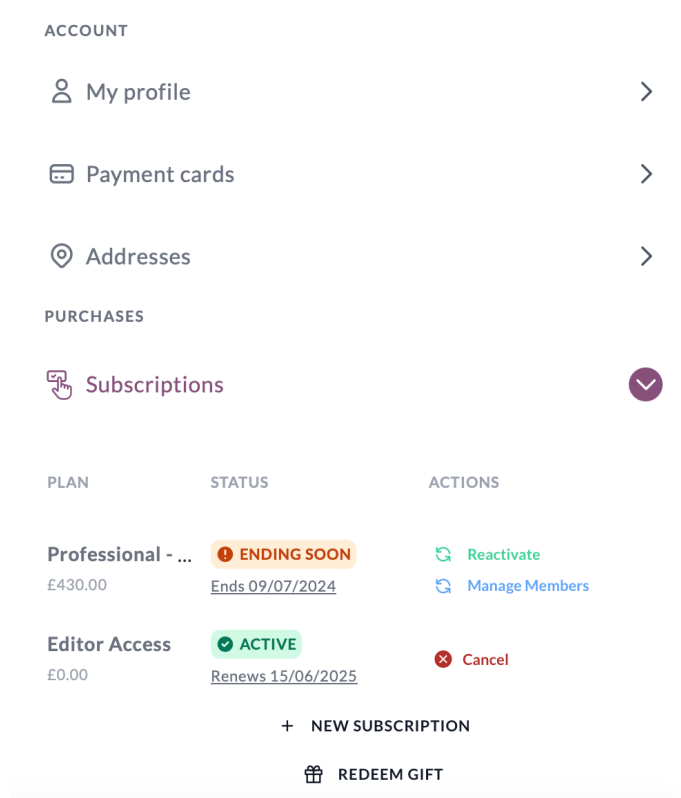 ACCOUNT
My profile
Payment cards
Addresses
PURCHASES
Subscriptions
PLAN STATUS ACTIONS
Professional - ... ENDING SOON Reactivate
£430.00 Ends 09/07/2024 Manage Members
Editor Access ACTIVE Cancel
£0.00 Renews 15/06/2025
+ NEW SUBSCRIPTION
REDEEM GIFT